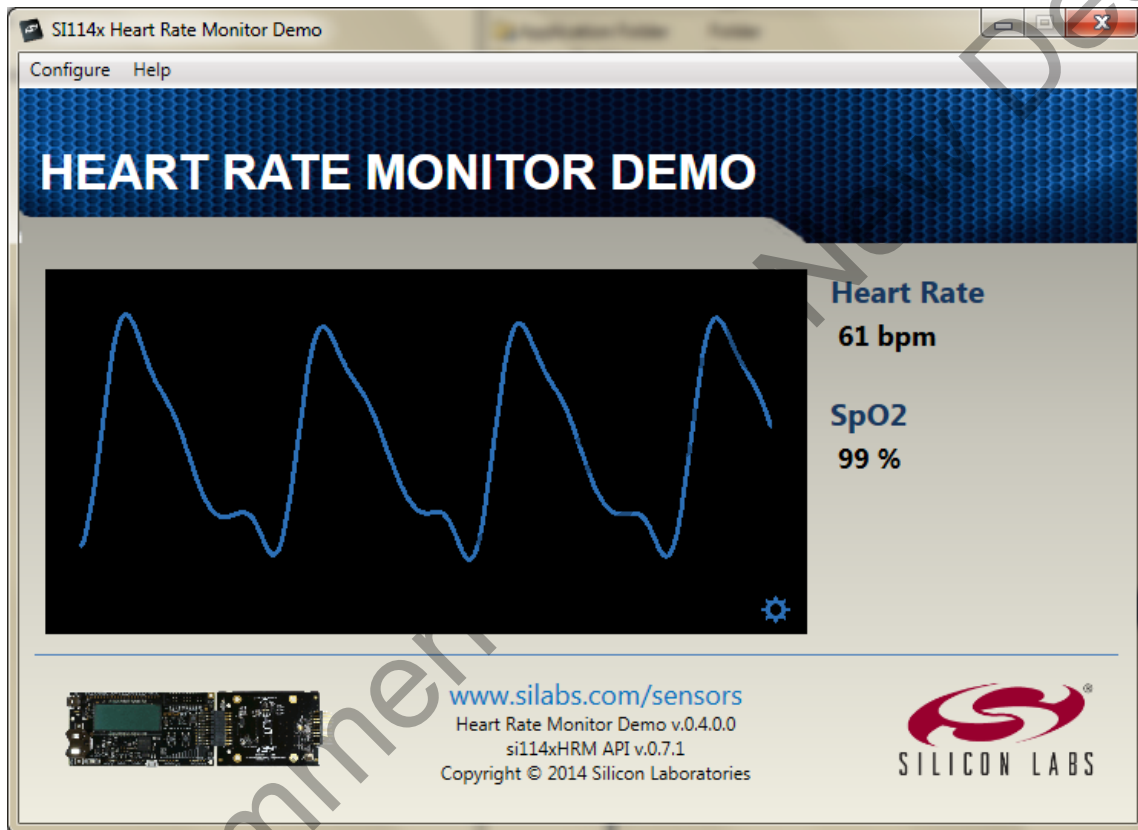 SI114x Heart Rate Monitor Demo
Configure Help
HEART RATE MONITOR DEMO
Heart Rate
61 bpm
SpO2
99 %
www.silabs.com/sensors
Heart Rate Monitor Demo v.0.4.0.0
si114xHRM API v.0.7.1
Copyright © 2014 Silicon Laboratories
SILICON LABS